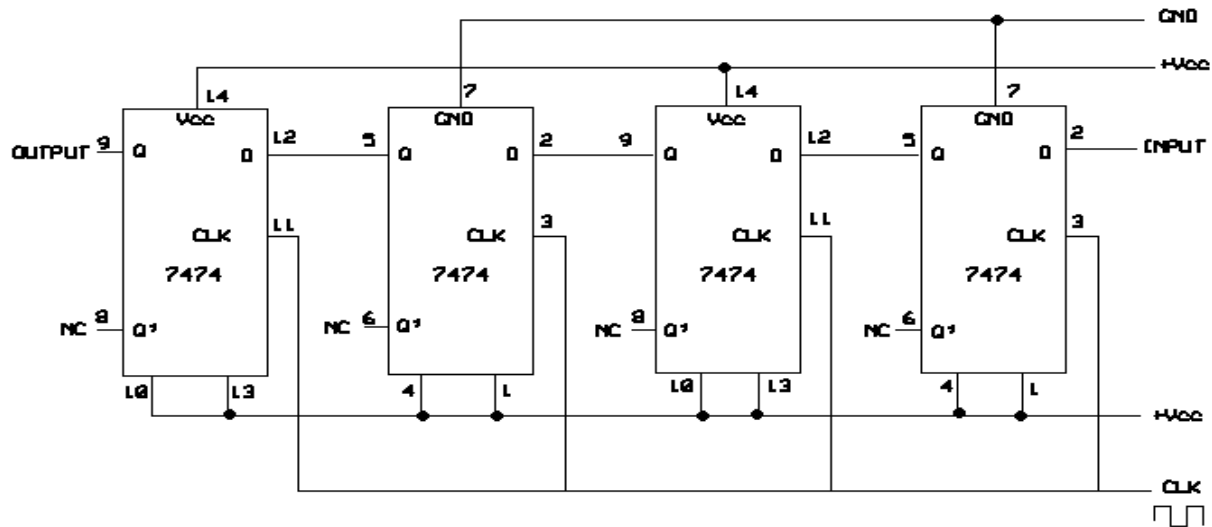 GND
+Vcc
14 7 14 7
Vcc GND Vcc GND
OUTPUT 9 Q D 12 5 Q D 2 9 Q D 12 5 Q D 2 INPUT
CLK 11 CLK 3 CLK 11 CLK 3
7474 7474 7474 7474
NC 8 Q' NC 6 Q' NC 8 Q' NC 6 Q'
10 13 4 1 10 13 4 1
+Vcc
CLK